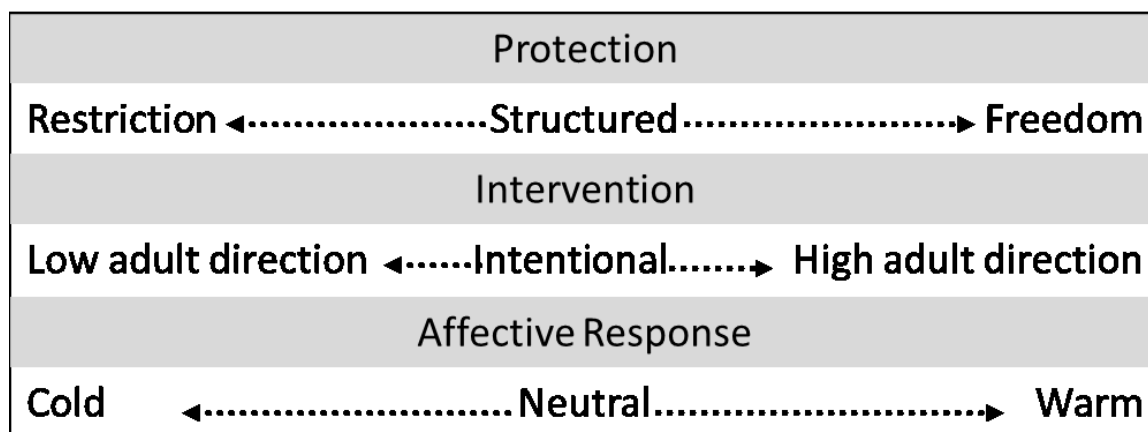 Protection
Restriction Structured Freedom
Intervention
Low adult direction Intentional High adult direction
Affective Response
Cold Neutral Warm